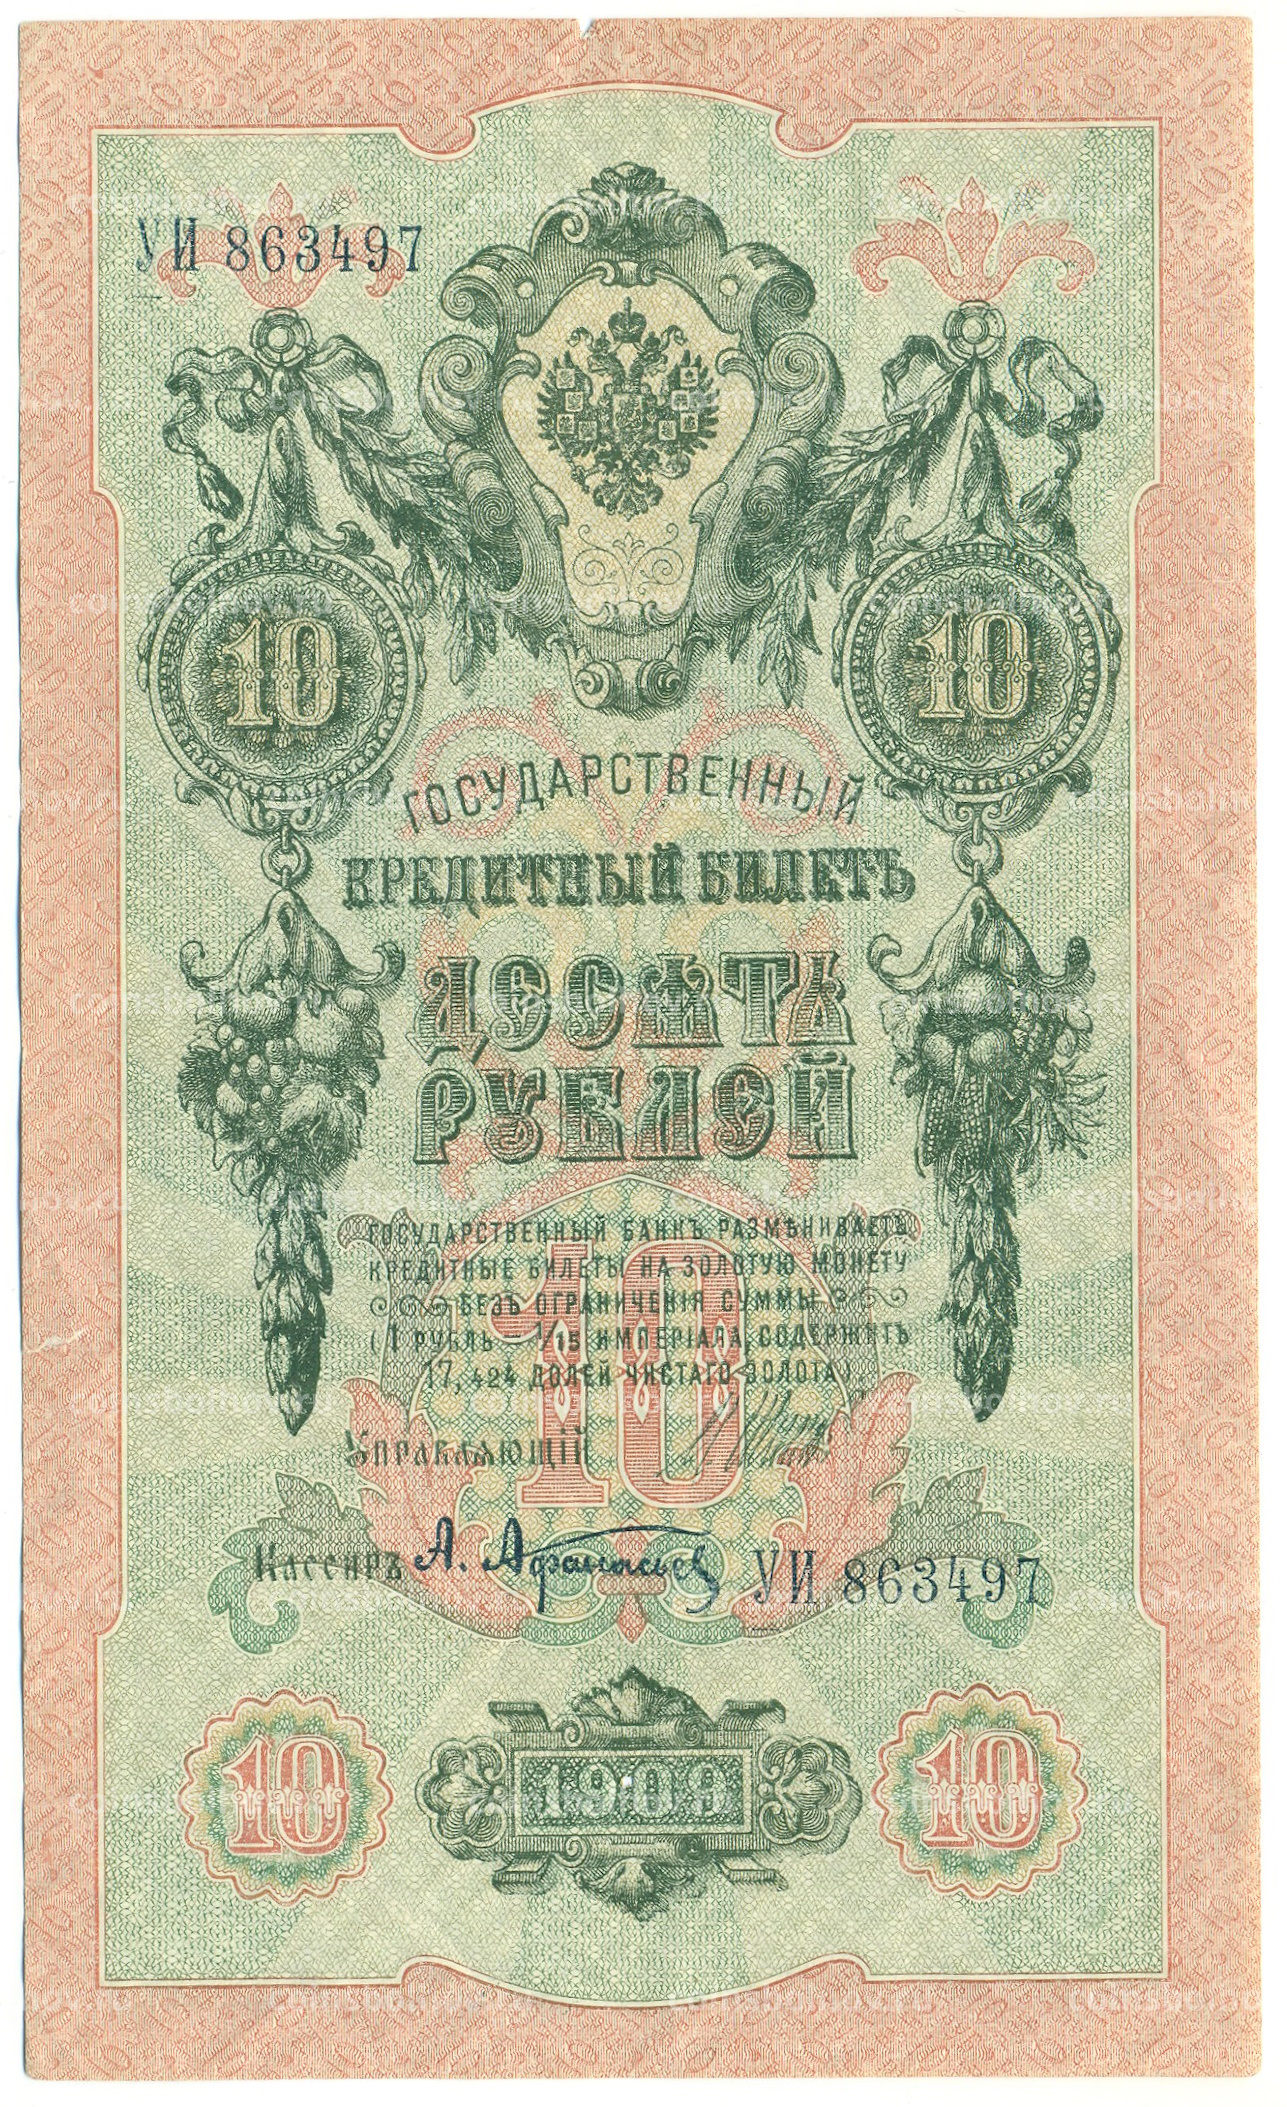 УИ 863497
10 10
ГОСУДАРСТВЕННЫЙ
КРЕДИТНЫЙ БИЛЕТЪ
ДЕСЯТЬ
РУБЛЕЙ
ГОСУДАРСТВЕННЫЙ БАНКЪ РАЗМѢНИВАЕТЪ
КРЕДИТНЫЕ БИЛЕТЫ НА ЗОЛОТУЮ МОНЕТУ
БЕЗЪ ОГРАНИЧЕНІЯ СУММЫ
(1 РУБЛЬ = 1/15 ИМПЕРІАЛА, СОДЕРЖИТЪ
17,424 ДОЛЕЙ ЧИСТАГО ЗОЛОТА).
10
УПРАВЛЯЮЩІЙ
КАССИРЪ А. Афанасьев УИ 863497
10 1909 10